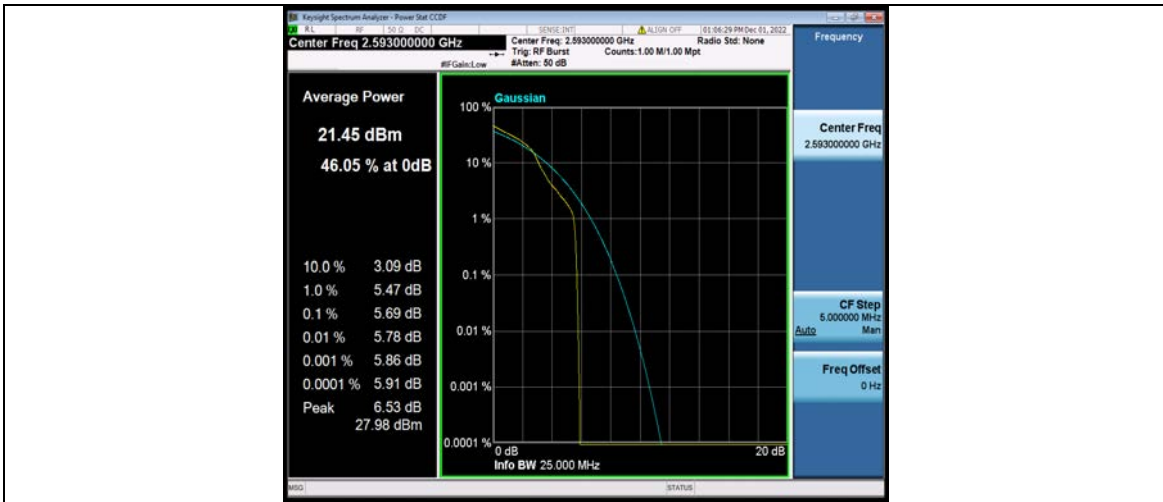 Keysight Spectrum Analyzer - Power Stat CCDF
RL RF 50 Ω DC SENSE:INT ALIGN OFF 01:06:29 PM Dec 01, 2022
Center Freq 2.593000000 GHz
Center Freq: 2.593000000 GHz Radio Std: None
Trig: RF Burst Counts:1.00 M/1.00 Mpt
#IFGain:Low #Atten: 50 dB
Frequency
Average Power
21.45 dBm
46.05 % at 0dB
10.0 % 3.09 dB
1.0 % 5.47 dB
0.1 % 5.69 dB
0.01 % 5.78 dB
0.001 % 5.86 dB
0.0001 % 5.91 dB
Peak 6.53 dB
27.98 dBm
Gaussian
100 %
10 %
1 %
0.1 %
0.01 %
0.001 %
0.0001 %
0 dB 20 dB
Info BW 25.000 MHz
Center Freq
2.593000000 GHz
CF Step
5.000000 MHz
Auto Man
Freq Offset
0 Hz
MSG STATUS